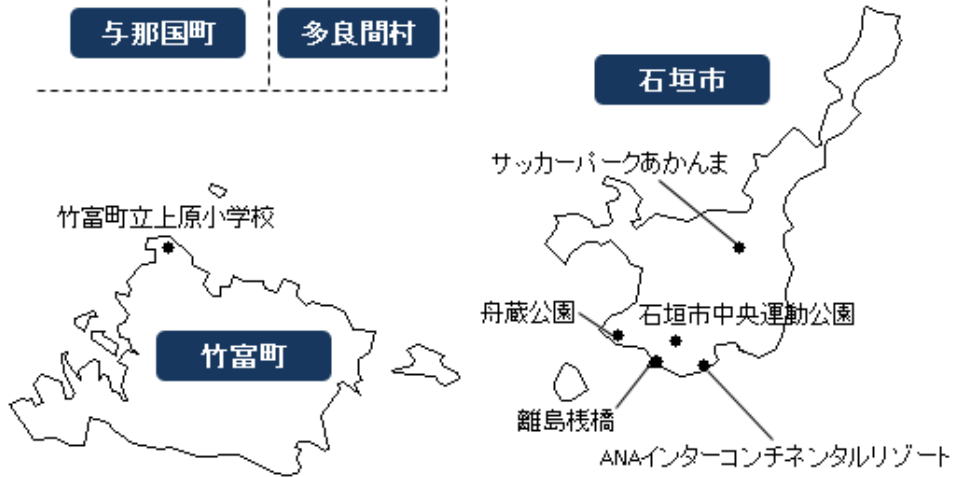 与那国町
多良間村
石垣市
サッカーパークあかんま
竹富町立上原小学校
舟蔵公園
石垣市中央運動公園
竹富町
離島桟橋
ANAインターコンチネンタルリゾート